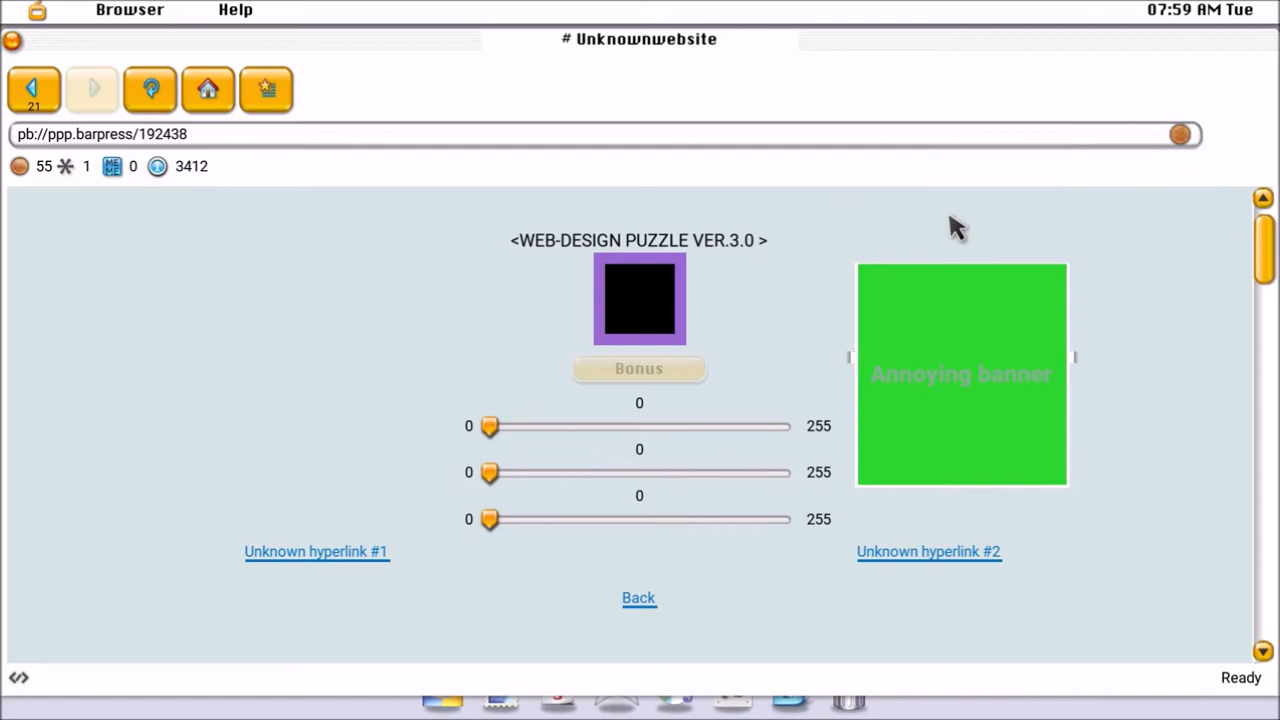 Browser Help 07:59 AM Tue
# Unknownwebsite
21
pb://ppp.barpress/192438
55 1 ME ME 0 3412
<WEB-DESIGN PUZZLE VER.3.0 >
Bonus
Annoying banner
0
0 255
0
0 255
0
0 255
Unknown hyperlink #1 Unknown hyperlink #2
Back
Ready